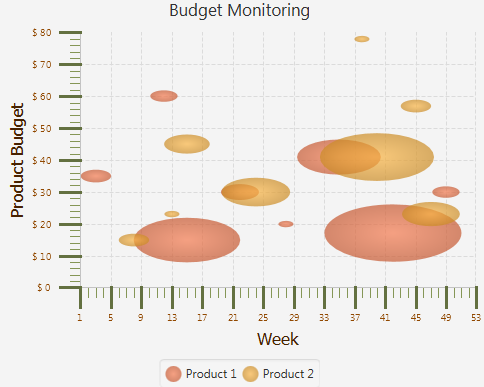 Budget Monitoring
Product Budget
$ 80
$ 70
$ 60
$ 50
$ 40
$ 30
$ 20
$ 10
$ 0
1 5 9 13 17 21 25 29 33 37 41 45 49 53
Week
Product 1 Product 2